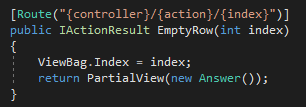 [Route("{controller}/{action}/{index}")]
public IActionResult EmptyRow(int index)
{
ViewBag.Index = index;
return PartialView(new Answer());
}